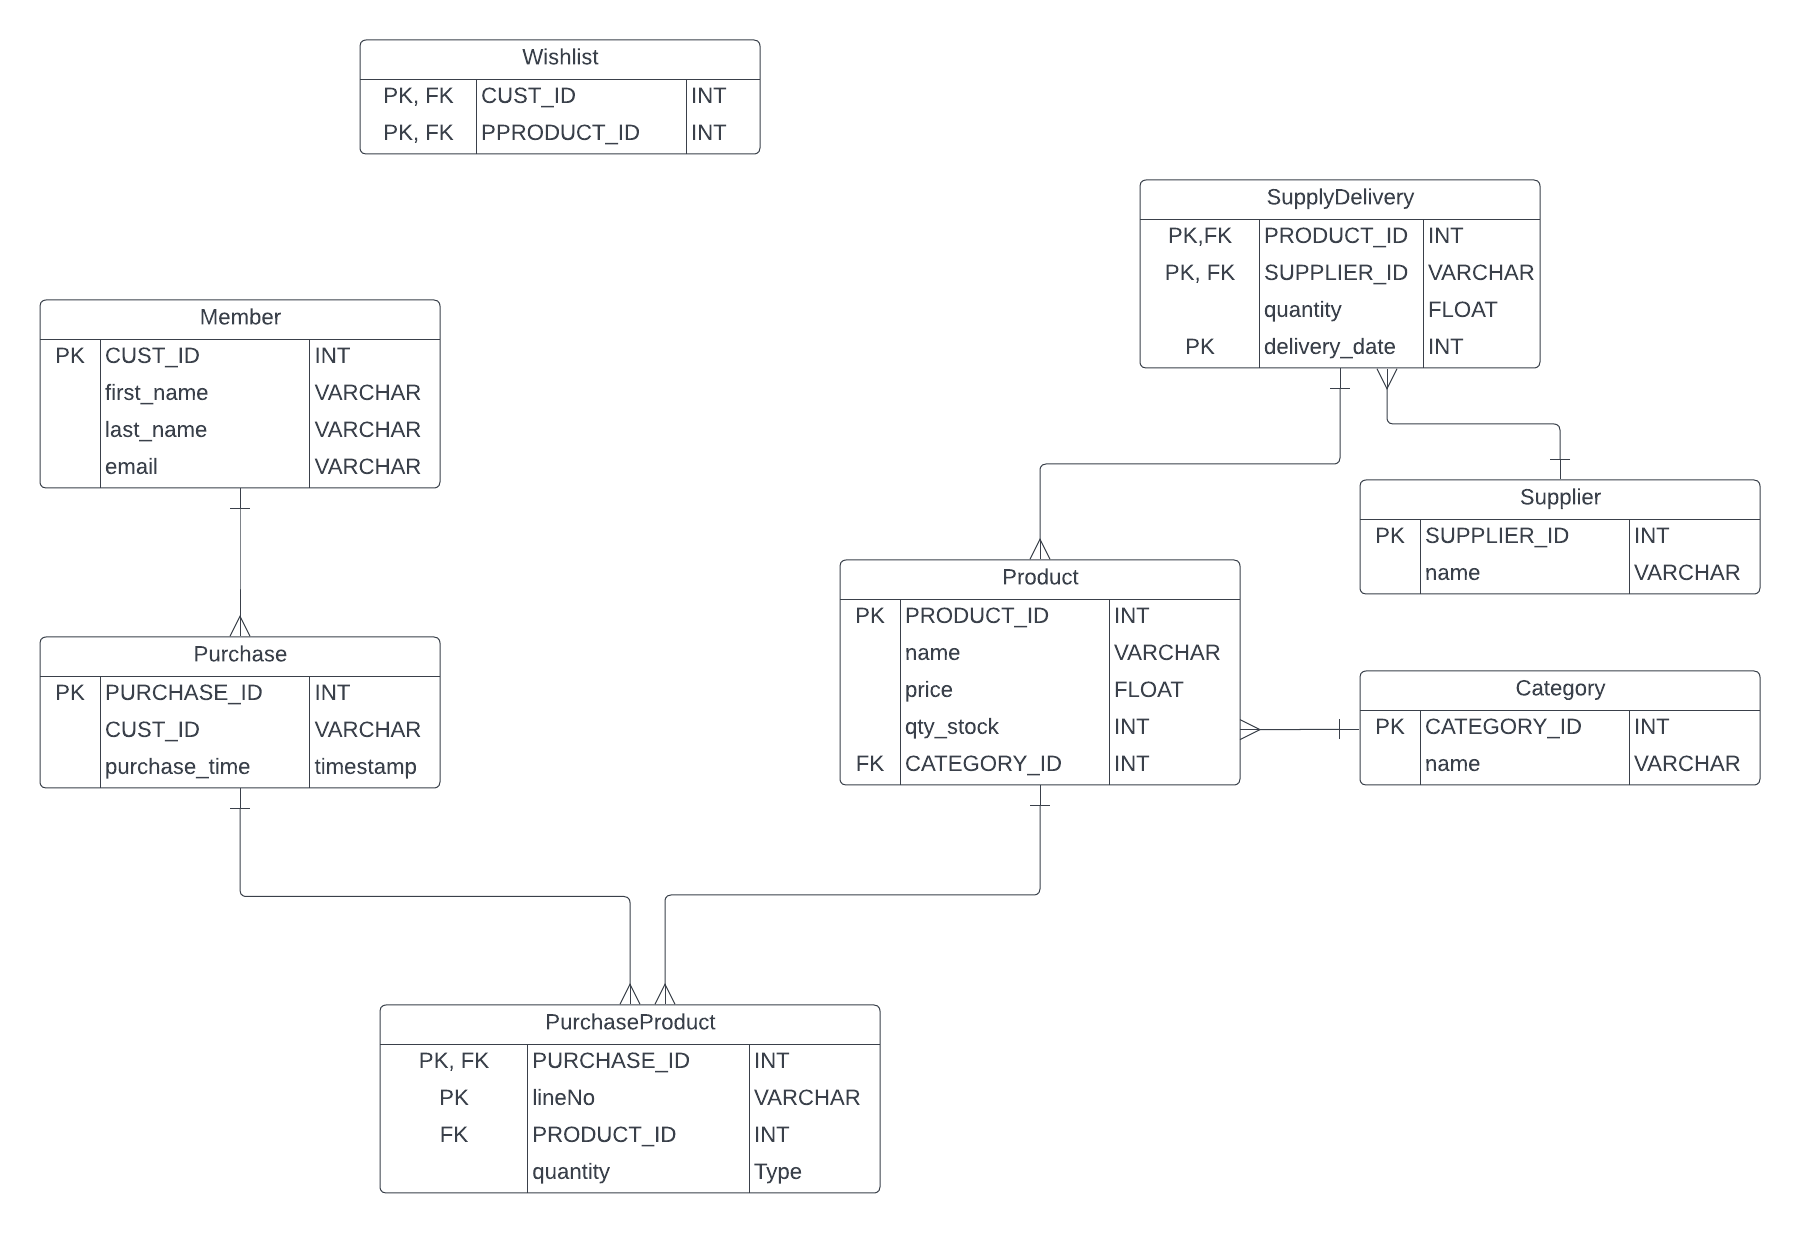 Wishlist
PK, FK CUST_ID INT
PK, FK PPRODUCT_ID INT
SupplyDelivery
PK,FK PRODUCT_ID INT
PK, FK SUPPLIER_ID VARCHAR
quantity FLOAT
PK delivery_date INT
Member
PK CUST_ID INT
first_name VARCHAR
last_name VARCHAR
email VARCHAR
Supplier
PK SUPPLIER_ID INT
name VARCHAR
Product
PK PRODUCT_ID INT
name VARCHAR
price FLOAT
qty_stock INT
FK CATEGORY_ID INT
Purchase
PK PURCHASE_ID INT
CUST_ID VARCHAR
purchase_time timestamp
Category
PK CATEGORY_ID INT
name VARCHAR
PurchaseProduct
PK, FK PURCHASE_ID INT
PK lineNo VARCHAR
FK PRODUCT_ID INT
quantity Type